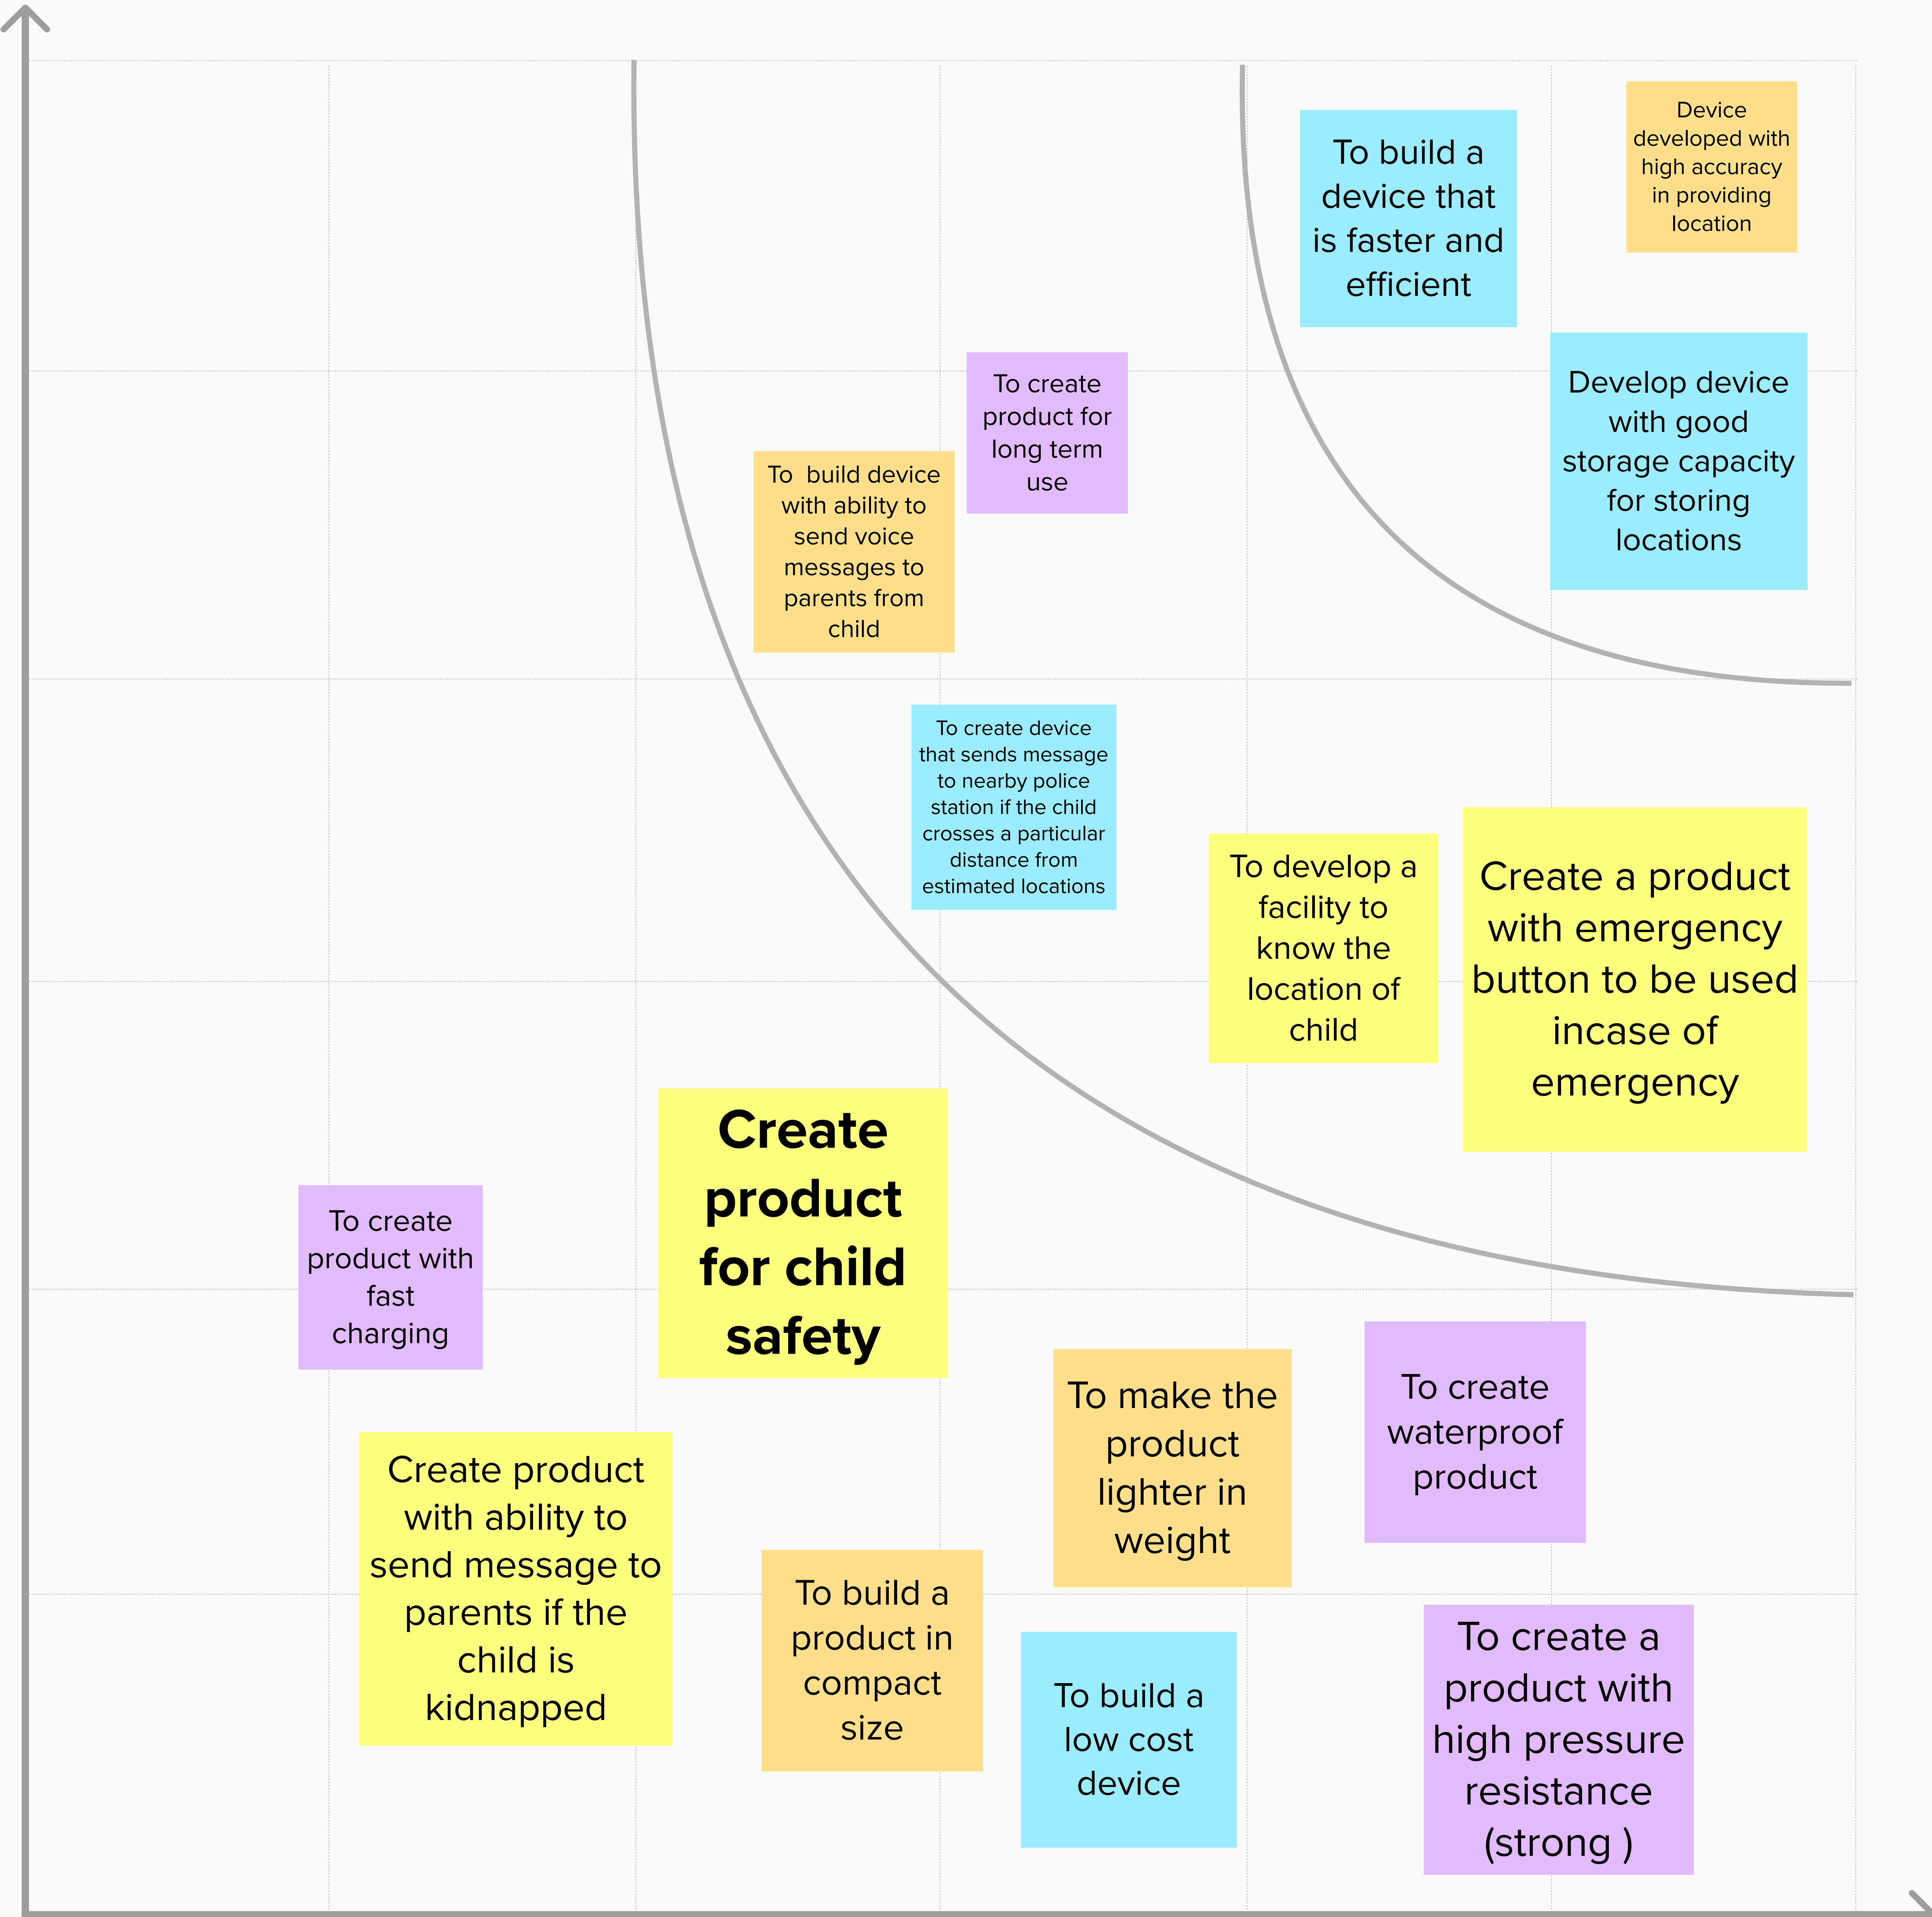 To build a
device that
is faster and
efficient
Device
developed with
high accuracy
in providing
location
Develop device
with good
storage capacity
for storing
locations
To create
product for
long term
use
To  build device
with ability to
send voice
messages to
parents from
child
To create device
that sends message
to nearby police
station if the child
crosses a particular
distance from
estimated locations
To develop a
facility to
know the
location of
child
Create a product
with emergency
button to be used
incase of
emergency
Create
product
for child
safety
To create
product with
fast
charging
Create product
with ability to
send message to
parents if the
child is
kidnapped
To make the
product
lighter in
weight
To create
waterproof
product
To build a
product in
compact
size
To build a
low cost
device
To create a
product with
high pressure
resistance
(strong )